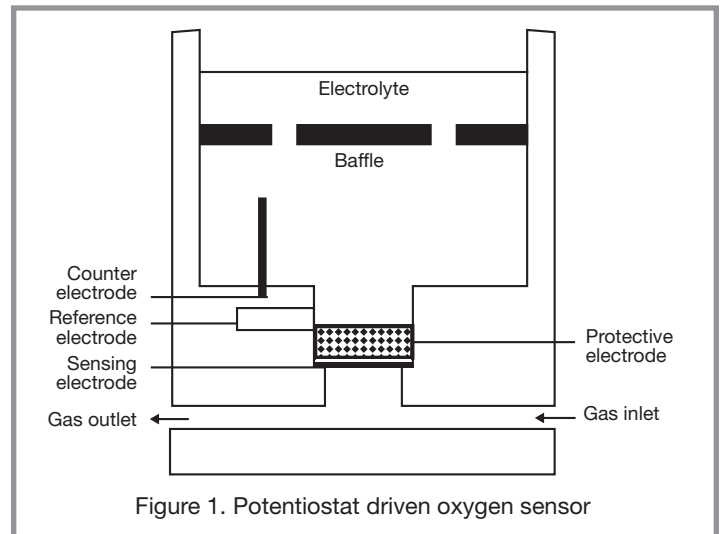 Electrolyte
Baffle
Counter
electrode
Reference
electrode
Sensing
electrode
Protective
electrode
Gas outlet
Gas inlet
Figure 1. Potentiostat driven oxygen sensor